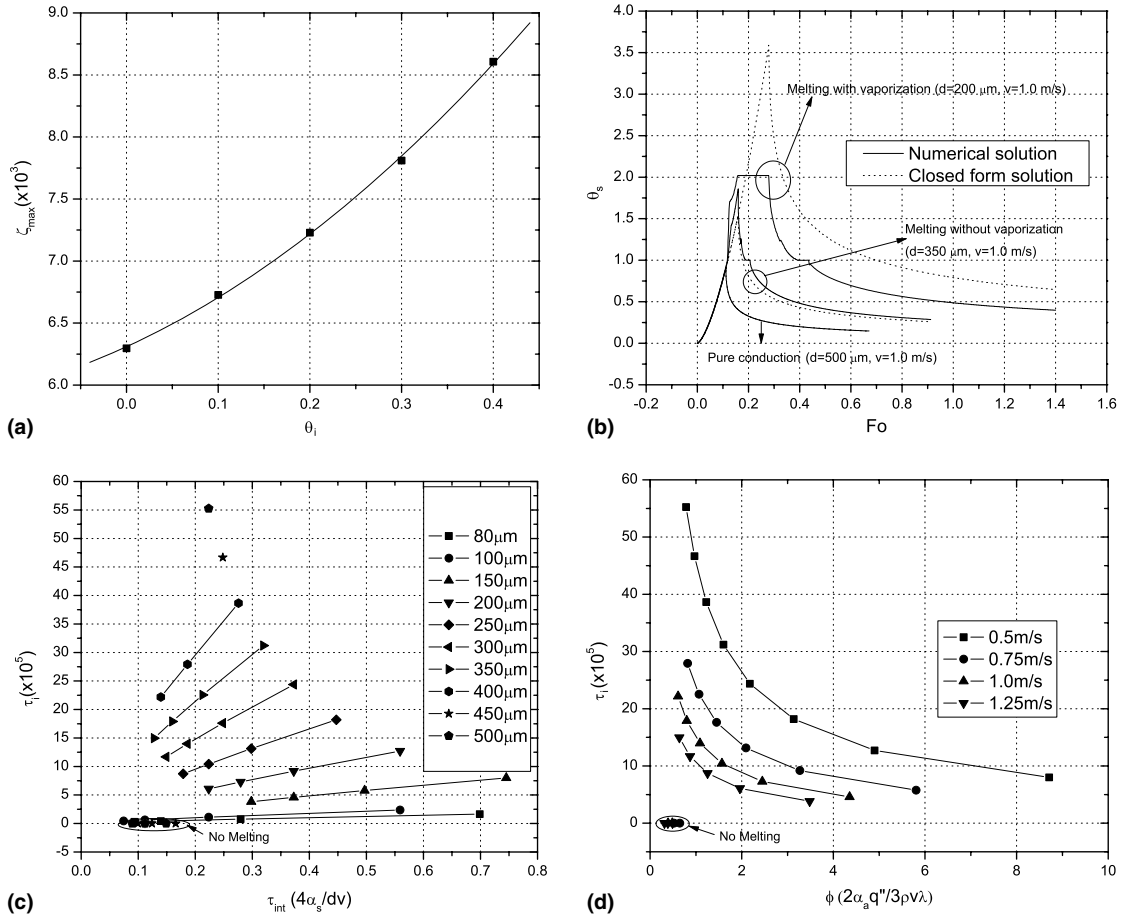 9.0
8.5
8.0
7.5
7.0
6.5
6.0
ζmax(x10³)
0.0 0.1 0.2 0.3 0.4
θi
(a)
4.0
3.5
3.0
2.5
2.0
1.5
1.0
0.5
0.0
-0.5
θs
Melting with vaporization (d=200 μm, v=1.0 m/s)
Numerical solution
Closed form solution
Melting without vaporization
(d=350 μm, v=1.0 m/s)
Pure conduction (d=500 μm, v=1.0 m/s)
-0.2 0.0 0.2 0.4 0.6 0.8 1.0 1.2 1.4 1.6
Fo
(b)
60
55
50
45
40
35
30
25
20
15
10
5
0
-5
τi(x10⁵)
80μm
100μm
150μm
200μm
250μm
300μm
350μm
400μm
450μm
500μm
No Melting
0.0 0.1 0.2 0.3 0.4 0.5 0.6 0.7 0.8
τint (4αs/dv)
(c)
60
50
40
30
20
10
0
τi(x10⁵)
0.5m/s
0.75m/s
1.0m/s
1.25m/s
No Melting
0 2 4 6 8 10
ϕ (2αaq"/3ρvλ)
(d)